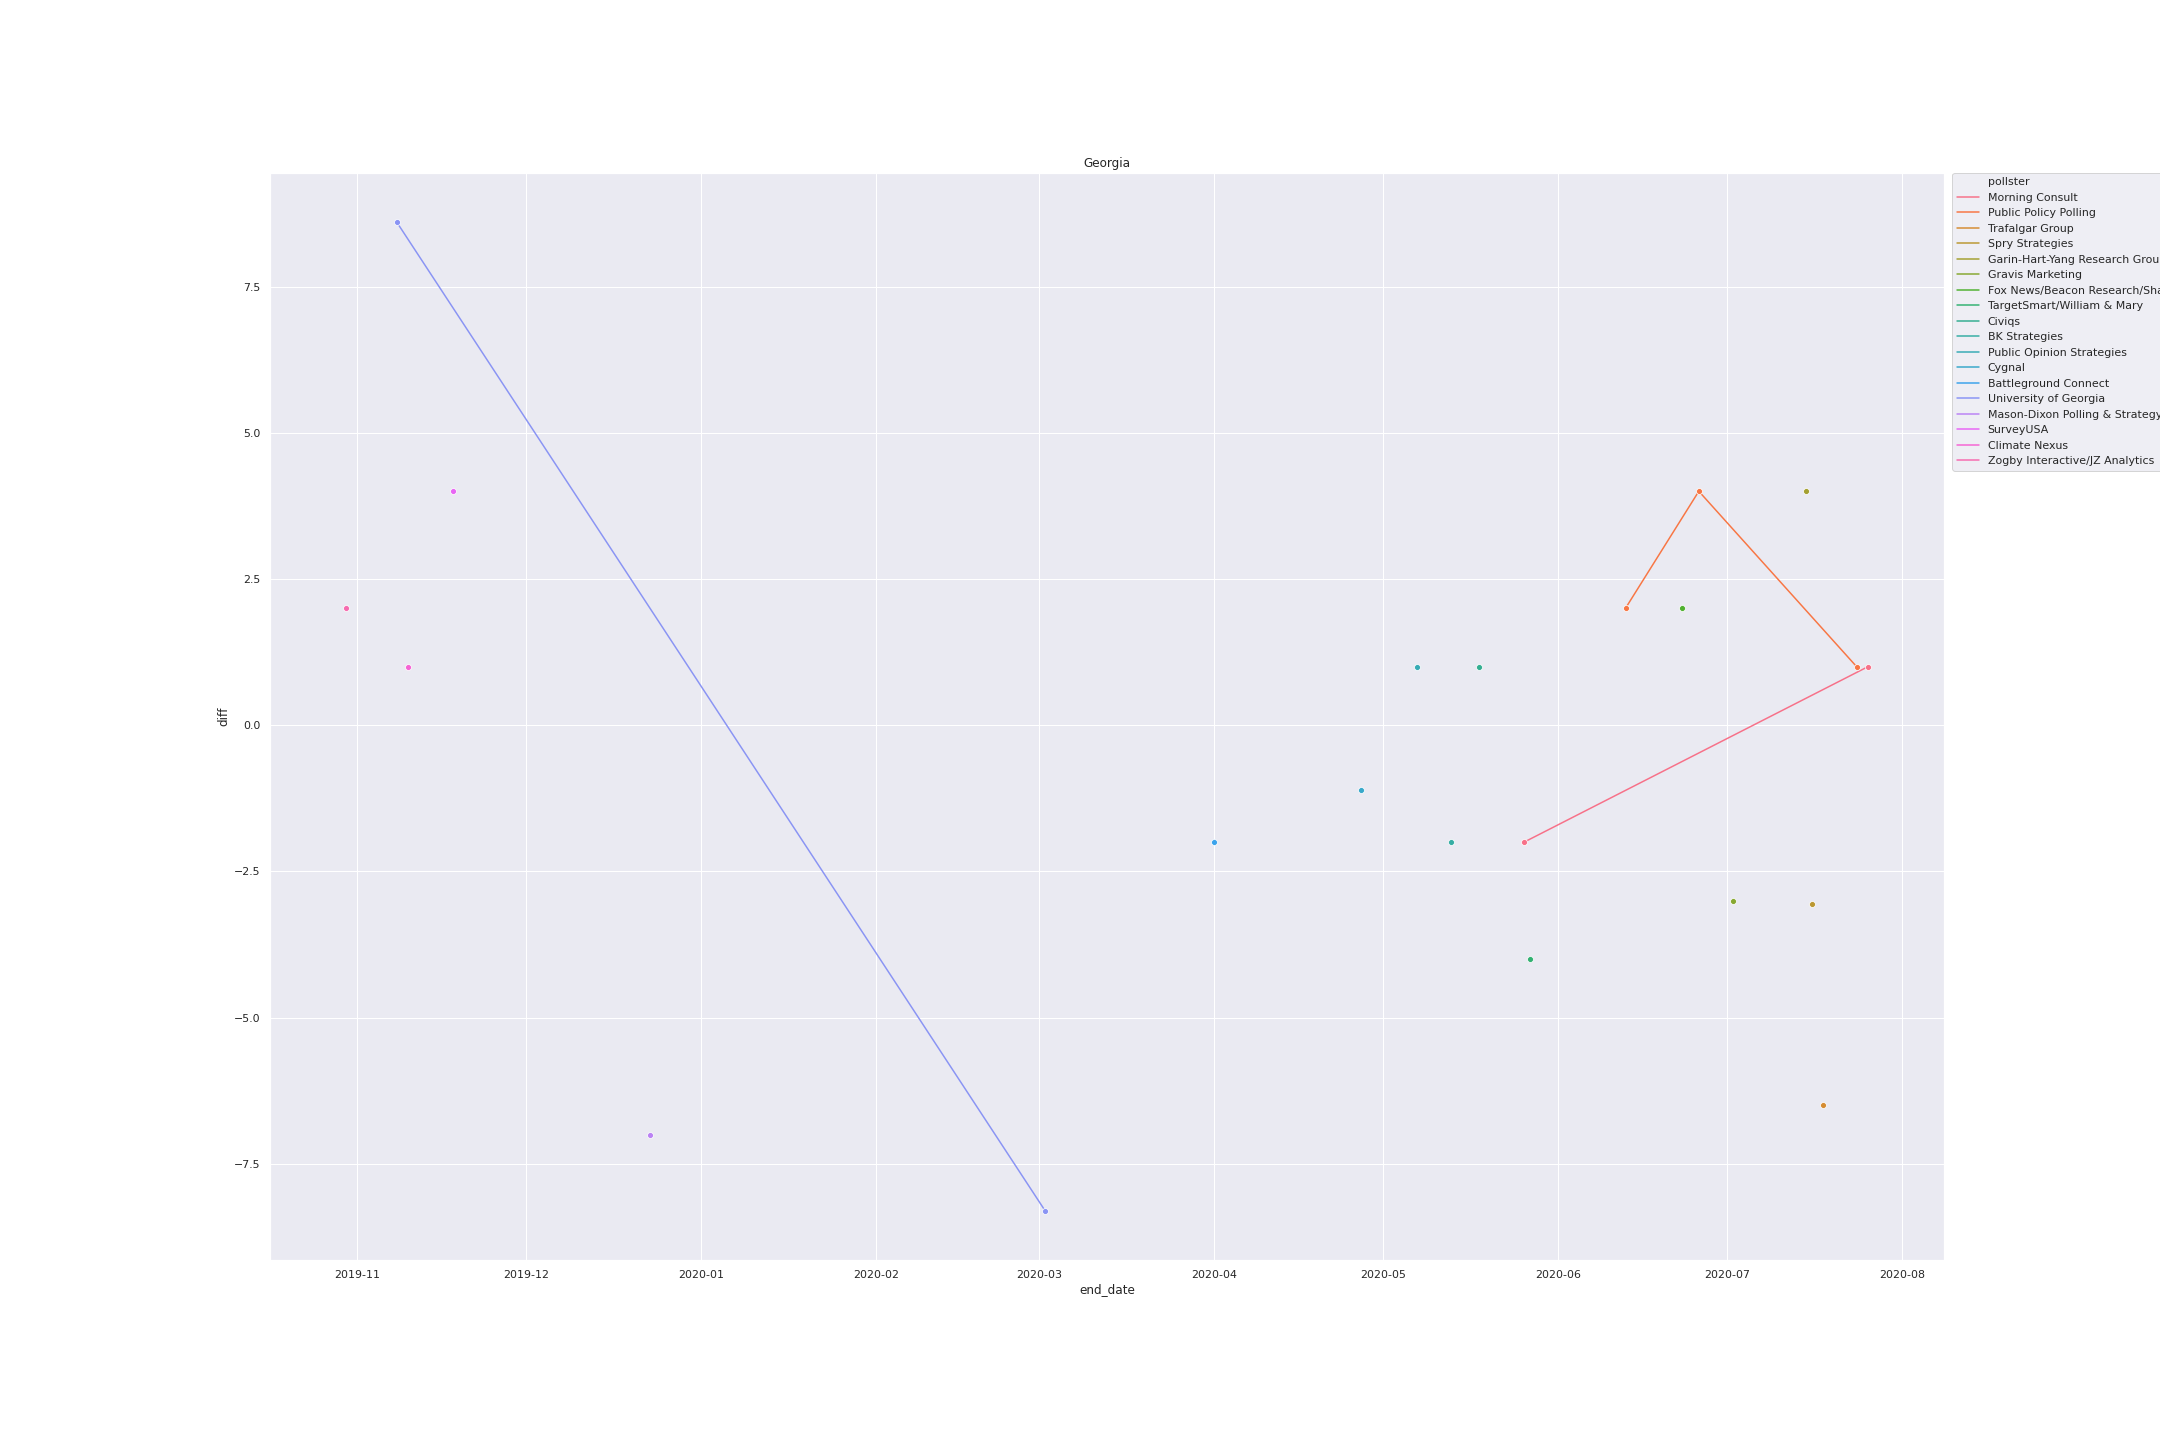 Georgia
pollster
Morning Consult
Public Policy Polling
Trafalgar Group
Spry Strategies
Garin-Hart-Yang Research Grou
Gravis Marketing
Fox News/Beacon Research/Sha
TargetSmart/William & Mary
Civiqs
BK Strategies
Public Opinion Strategies
Cygnal
Battleground Connect
University of Georgia
Mason-Dixon Polling & Strategy
SurveyUSA
Climate Nexus
Zogby Interactive/JZ Analytics
7.5
5.0
2.5
0.0
−2.5
−5.0
−7.5
diff
2019-11 2019-12 2020-01 2020-02 2020-03 2020-04 2020-05 2020-06 2020-07 2020-08
end_date